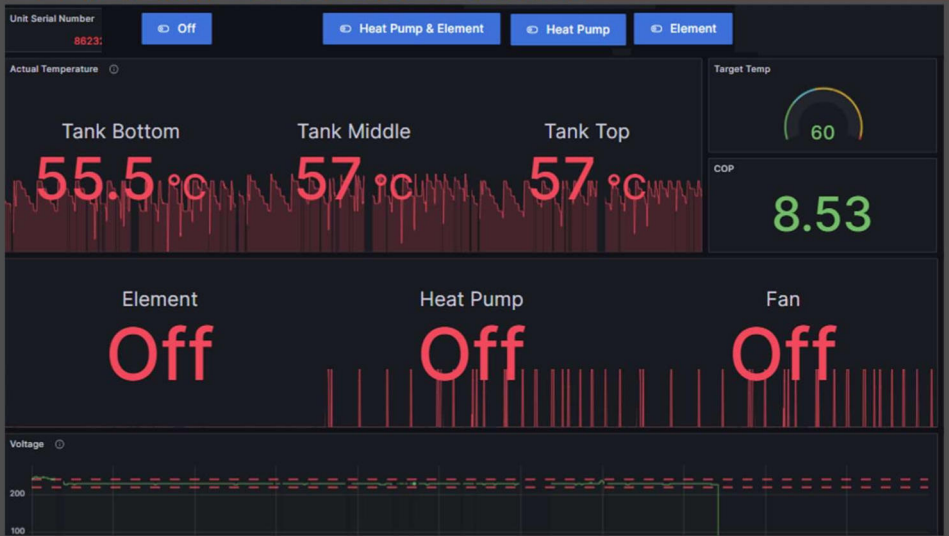 Unit Serial Number
8623
Off
Heat Pump & Element
Heat Pump
Element
Actual Temperature
Target Temp
Tank Bottom
Tank Middle
Tank Top
55.5 °C
57 °C
57 °C
60
COP
8.53
Element
Heat Pump
Fan
Off
Off
Off
Voltage
200
100